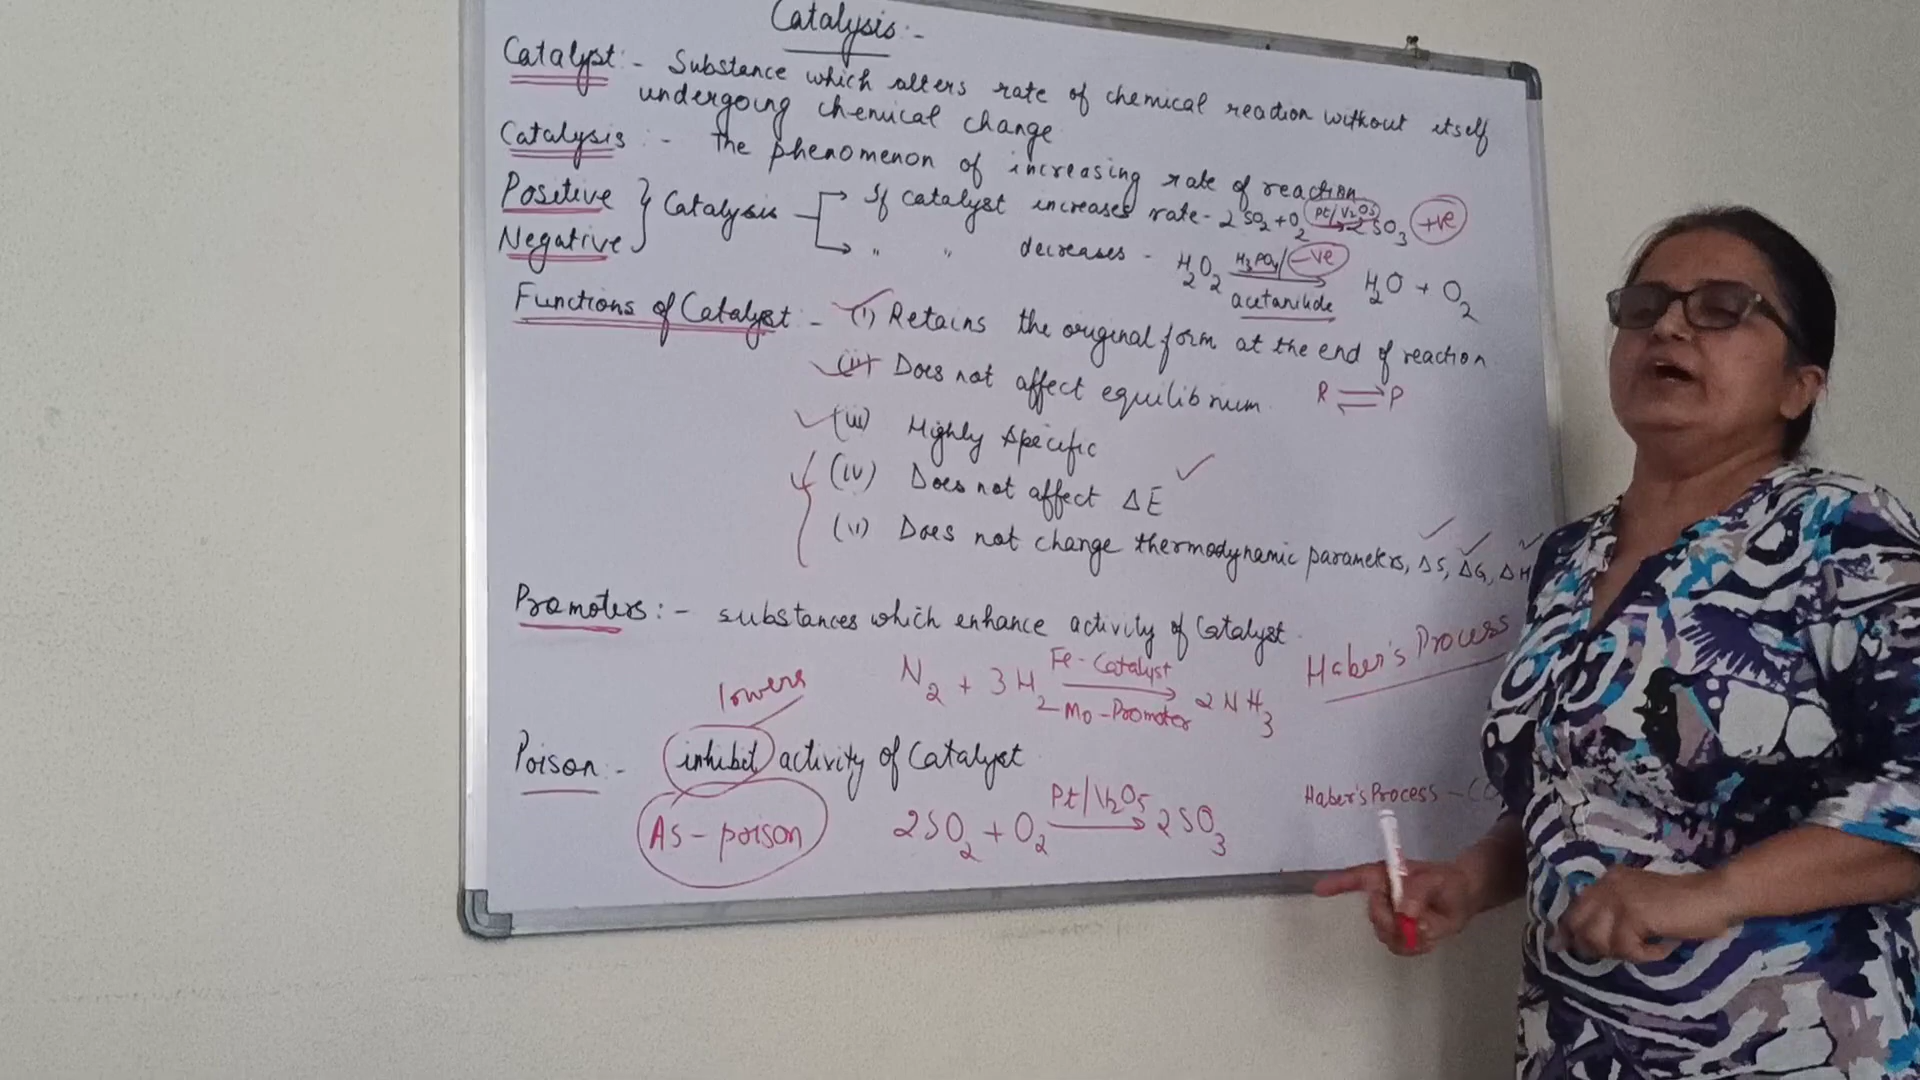 Catalysis :-
Catalyst :- Substance which alters rate of chemical reaction without itself
undergoing chemical change
Catalysis :- The phenomenon of increasing rate of reaction
Positive } Catalysis → If catalyst increases rate - 2SO₂ + O₂ Pt/V₂O₅ → 2SO₃ +ve
Negative → " " decreases - H₂O₂ H₃PO₄/ acetanilide → H₂O + O₂ -ve
Functions of Catalyst - (i) Retains the original form at the end of reaction
(ii) Does not affect equilibrium R ⇌ P
(iii) Highly Specific
(iv) Does not affect ΔE
(v) Does not change thermodynamic parameters, ΔS, ΔG, ΔH
Promoters :- substances which enhance activity of Catalyst
N₂ + 3H₂ Fe-Catalyst → Mo-Promoter 2NH₃ Haber's Process
lowers
Poison :- inhibit activity of Catalyst
As-poison 2SO₂ + O₂ Pt/V₂O₅ → 2SO₃ Haber's Process -